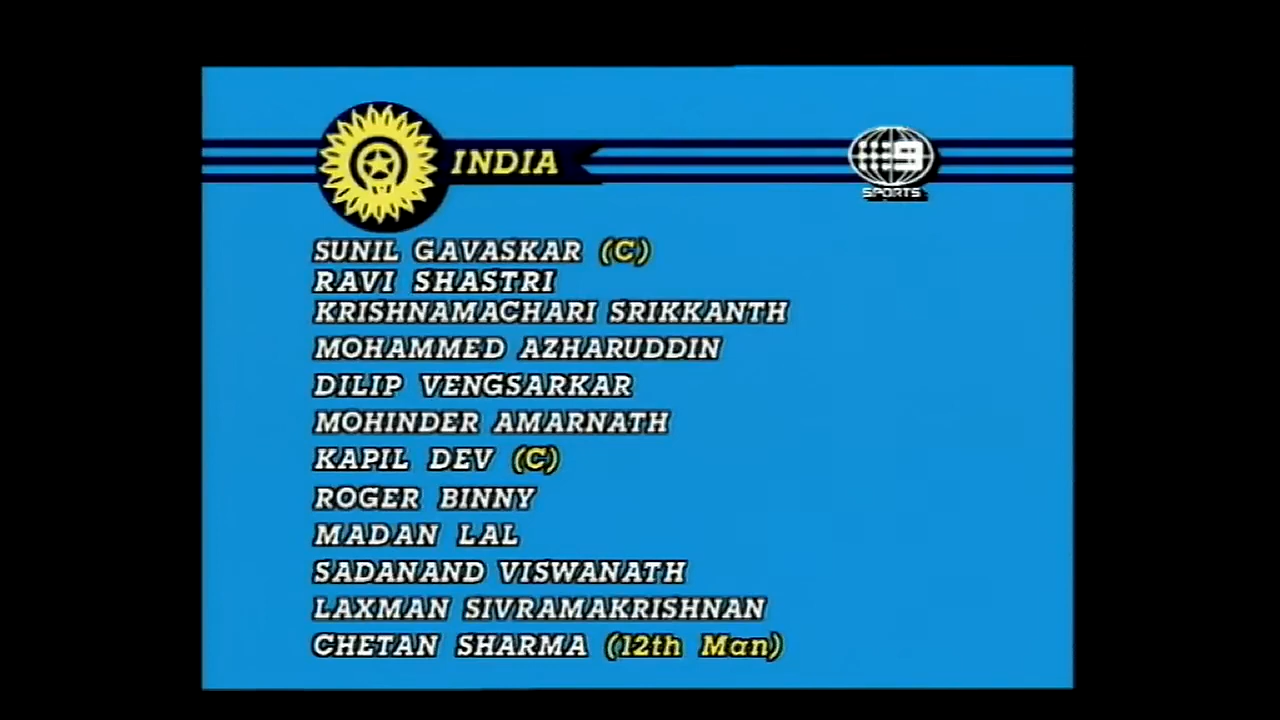 INDIA
9
SPORTS
SUNIL GAVASKAR (C)
RAVI SHASTRI
KRISHNAMACHARI SRIKKANTH
MOHAMMED AZHARUDDIN
DILIP VENGSARKAR
MOHINDER AMARNATH
KAPIL DEV (C)
ROGER BINNY
MADAN LAL
SADANAND VISWANATH
LAXMAN SIVRAMAKRISHNAN
CHETAN SHARMA (12th Man)